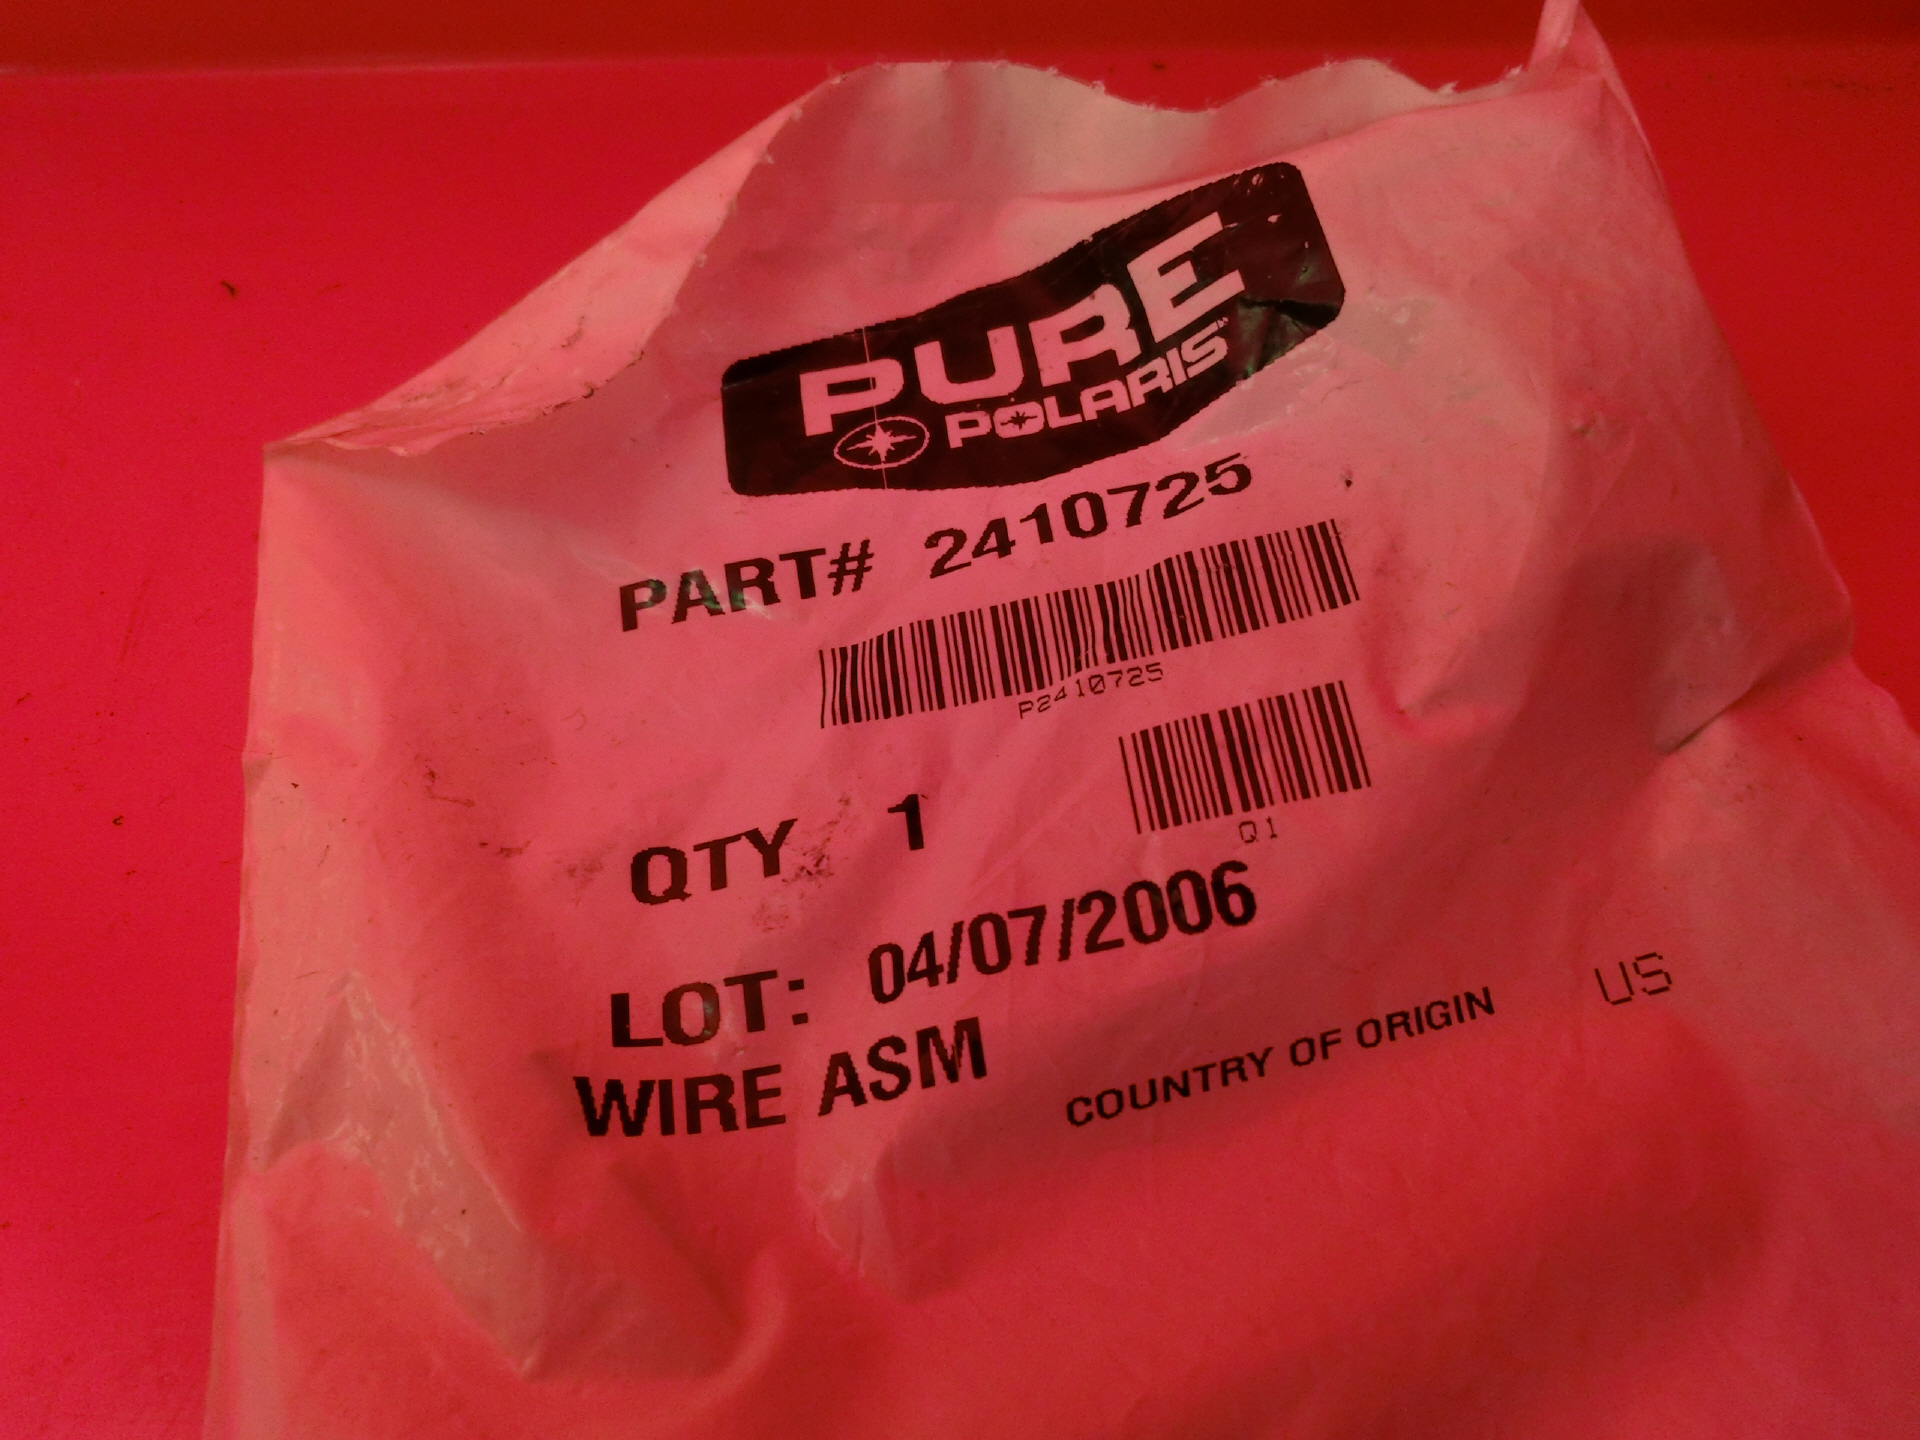 PURE
POLARIS
PART# 2410725
P2410725
QTY 1
Q1
LOT: 04/07/2006
WIRE ASM
COUNTRY OF ORIGIN US